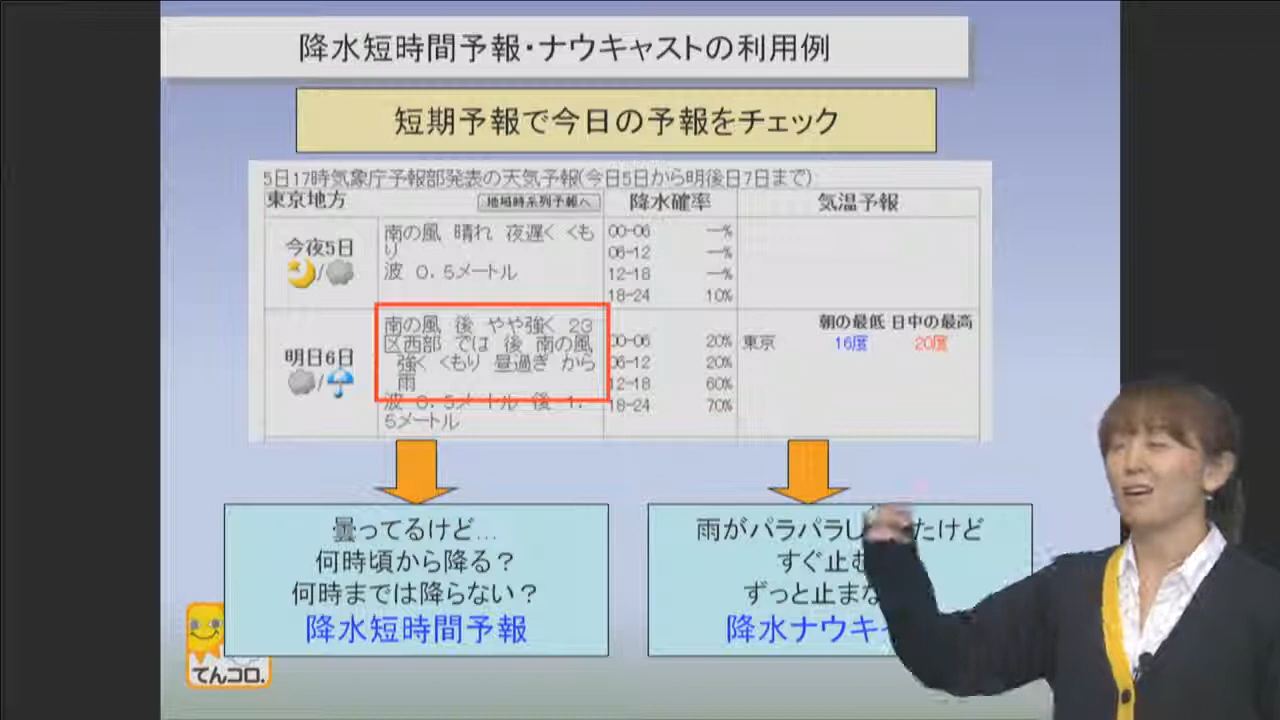 降水短時間予報・ナウキャストの利用例
短期予報で今日の予報をチェック
5日17時気象庁予報部発表の天気予報(今日5日から明後日7日まで)
東京地方
地域時系列予報へ
降水確率
気温予報
今夜5日
南の風 晴れ 夜遅く くも
り
波 0.5メートル
00-06 --%
06-12 --%
12-18 --%
18-24 10%
明日6日
南の風 後 やや強く 23
区西部 では 後 南の風
強く くもり 昼過ぎ から
雨
波 0.5メートル 後 1.
5メートル
00-06 20%
06-12 20%
12-18 60%
18-24 70%
朝の最低 日中の最高
東京 16度 20度
曇ってるけど…
何時頃から降る？
何時までは降らない？
降水短時間予報
雨がパラパラし たけど
すぐ止む
ずっと止まな
降水ナウキ
てんコロ.